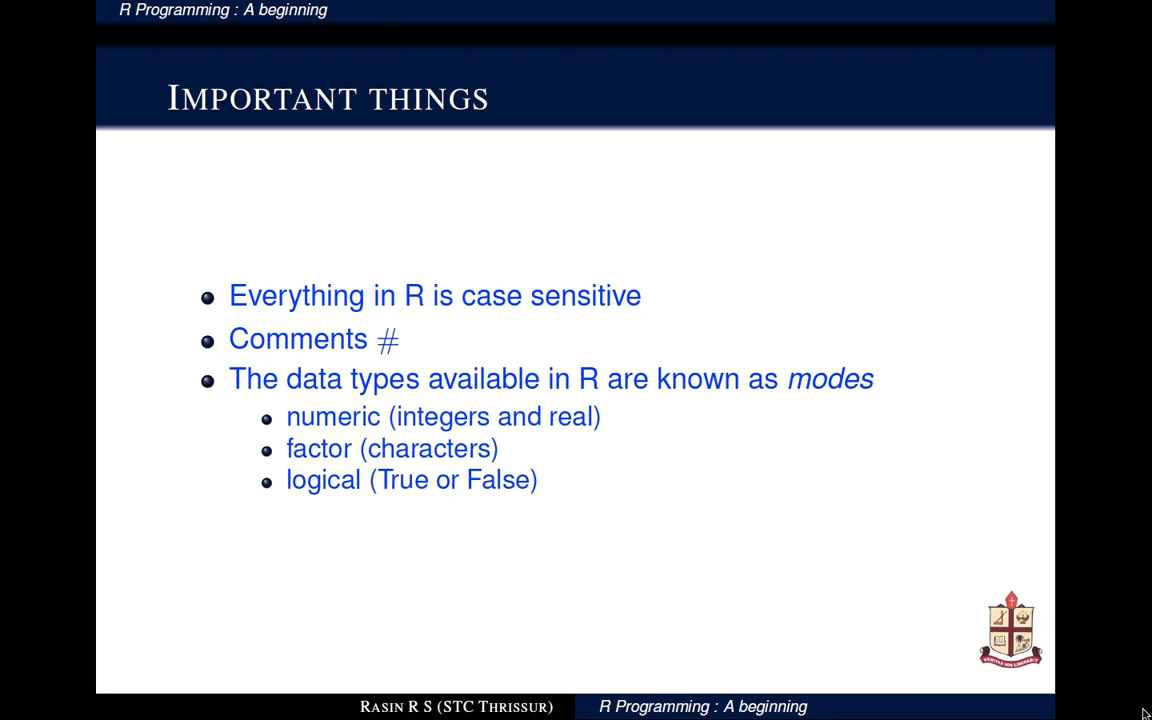 R Programming : A beginning
IMPORTANT THINGS
Everything in R is case sensitive
Comments #
The data types available in R are known as modes
numeric (integers and real)
factor (characters)
logical (True or False)
RASIN R S (STC THRISSUR)
R Programming : A beginning